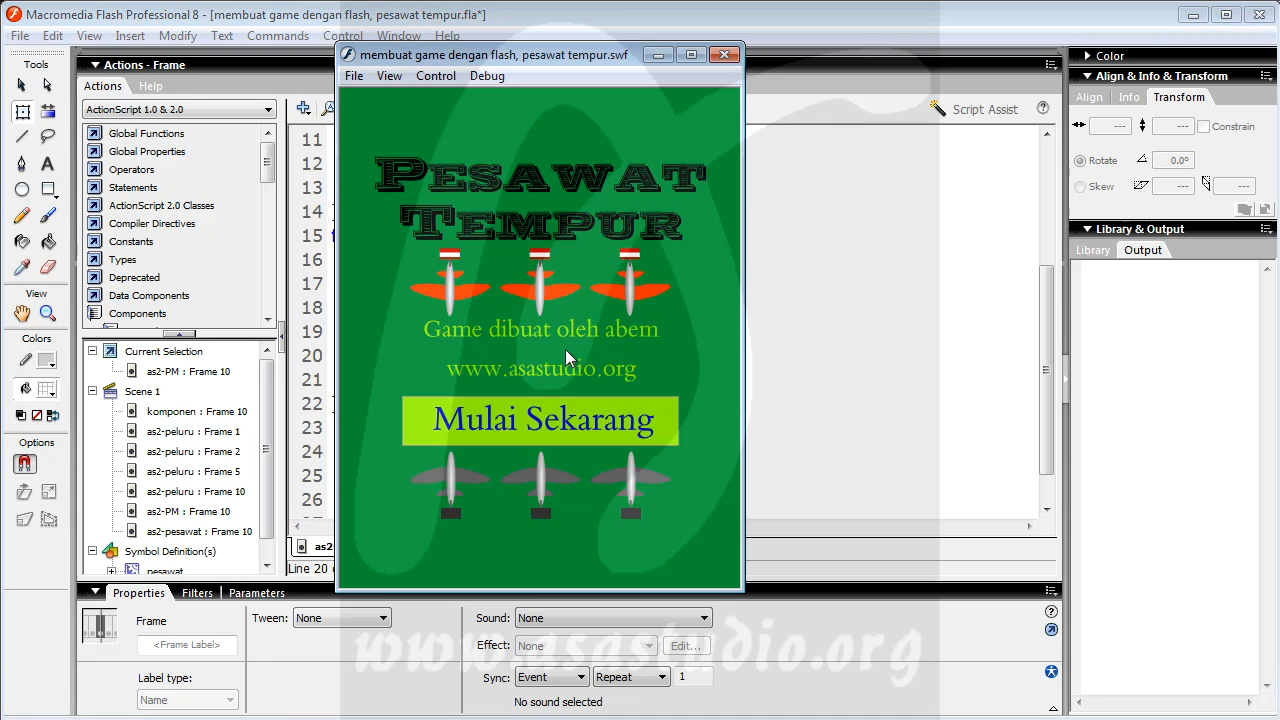 Macromedia Flash Professional 8 - [membuat game dengan flash, pesawat tempur.fla*]
File Edit View Insert Modify Text Commands Control
Tools
Actions - Frame
Actions Help
ActionScript 1.0 & 2.0
Global Functions
Global Properties
Operators
Statements
ActionScript 2.0 Classes
Compiler Directives
Constants
Types
Deprecated
Data Components
Components
Current Selection
as2-PM : Frame 10
Scene 1
komponen : Frame 10
as2-peluru : Frame 1
as2-peluru : Frame 2
as2-peluru : Frame 5
as2-peluru : Frame 10
as2-PM : Frame 10
as2-pesawat : Frame 10
Symbol Definition(s)
pesawat
View
Colors
Options
11
12
13
14
15
16
17
18
19
20
21
22
23
24
25
26
as2-
Line 20
membuat game dengan flash, pesawat tempur.swf
File View Control Debug
Pesawat
Tempur
Game dibuat oleh abem
www.asastudio.org
Mulai Sekarang
Script Assist
Color
Align & Info & Transform
Align Info Transform
--- --- Constrain
Rotate 0.0º
Skew --- ---
Library & Output
Library Output
Properties Filters Parameters
Frame
<Frame Label>
Label type:
Name
Tween: None
Sound: None
Effect: None Edit...
Sync: Event Repeat 1
No sound selected
www.asastudio.org